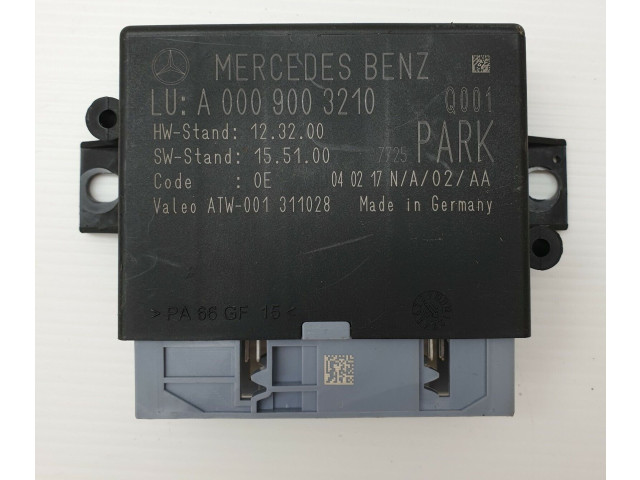 MERCEDES BENZ
LU: A 000 900 3210 Q001
HW-Stand: 12.32.00
SW-Stand: 15.51.00 7725 PARK
Code : 0E 04 02 17 N/A/02/AA
Valeo ATW-001 311028 Made in Germany
>PA 66 GF 15<